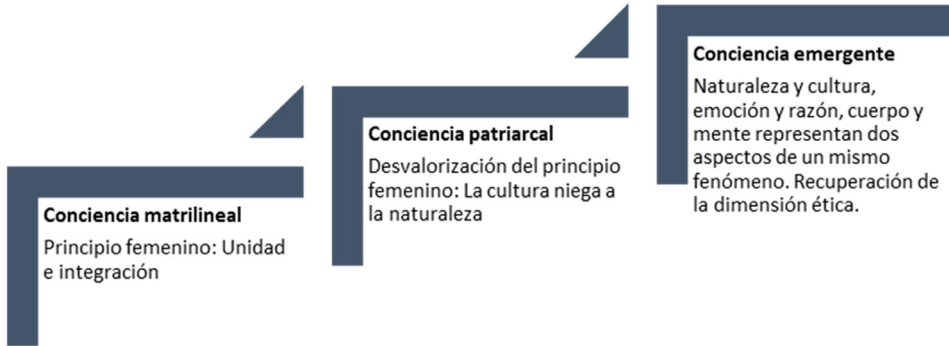 Conciencia matrilineal
Principio femenino: Unidad
e integración
Conciencia patriarcal
Desvalorización del principio
femenino: La cultura niega a
la naturaleza
Conciencia emergente
Naturaleza y cultura,
emoción y razón, cuerpo y
mente representan dos
aspectos de un mismo
fenómeno. Recuperación de
la dimensión ética.